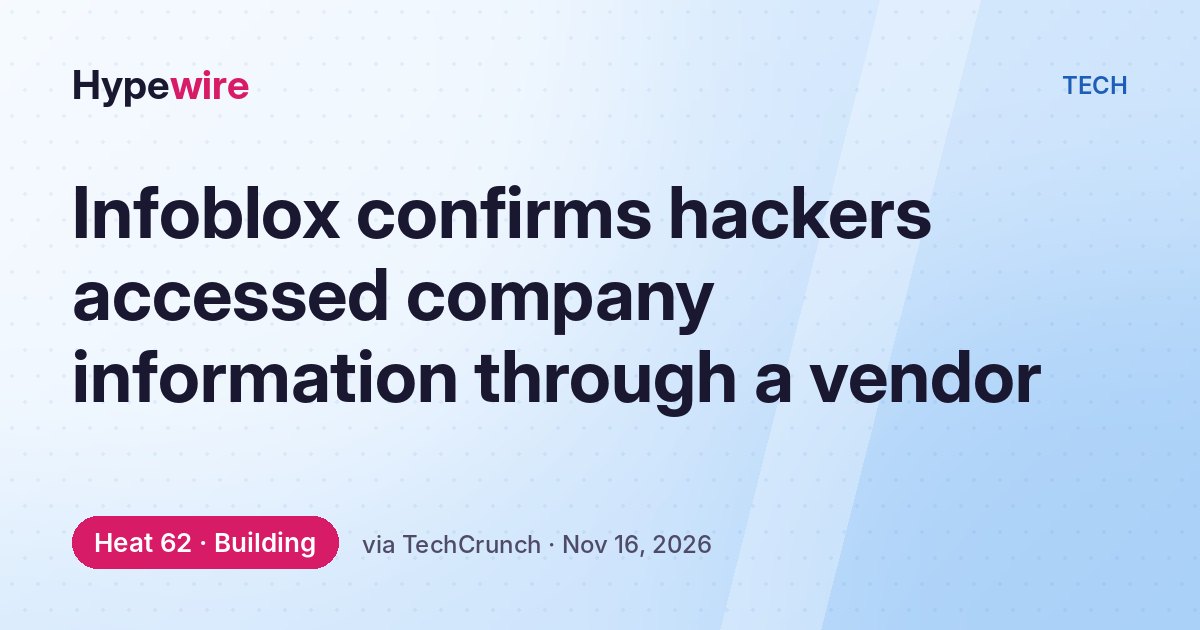 Hypewire
TECH
Infoblox confirms hackers
accessed company
information through a vendor
Heat 62 · Building
via TechCrunch · Nov 16, 2026